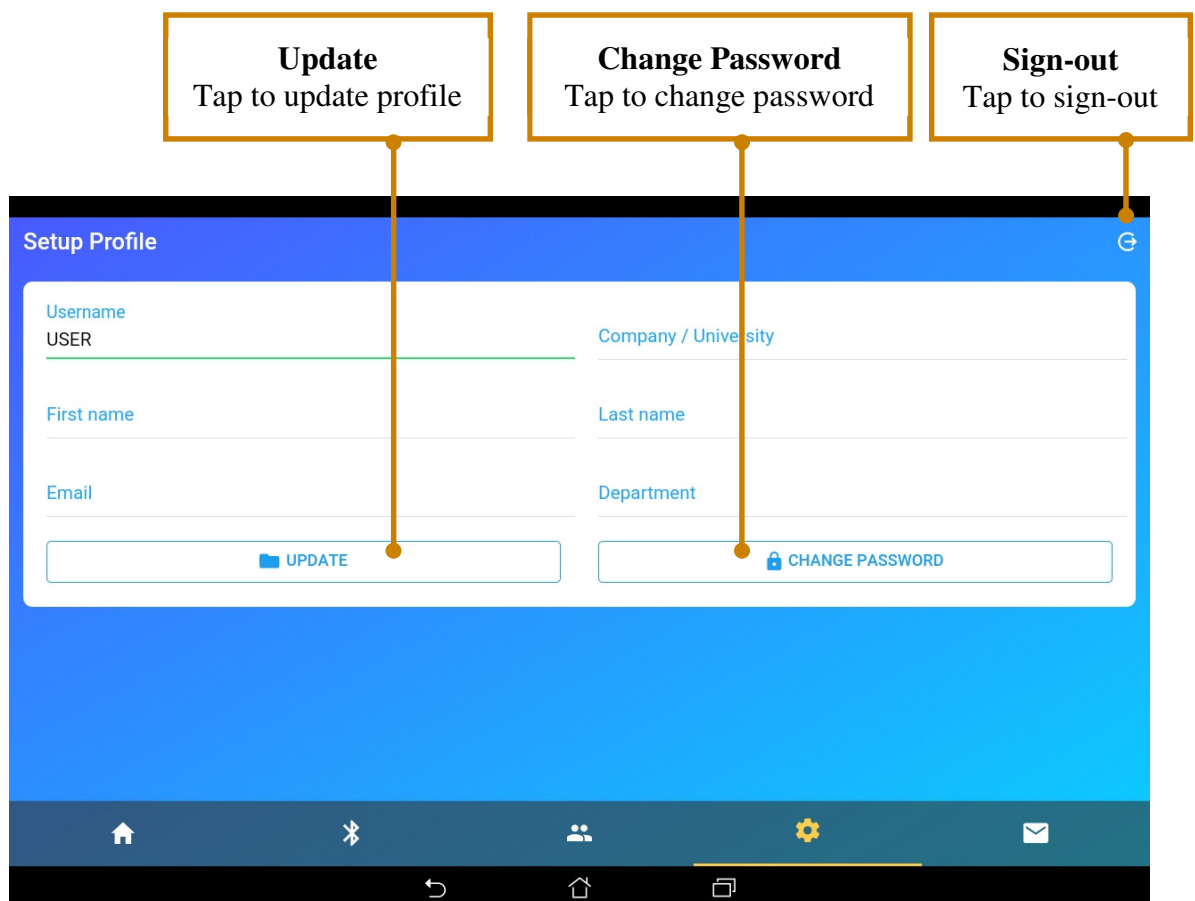 Update
Tap to update profile
Change Password
Tap to change password
Sign-out
Tap to sign-out
Setup Profile
Username
USER
Company / University
First name
Last name
Email
Department
UPDATE
CHANGE PASSWORD